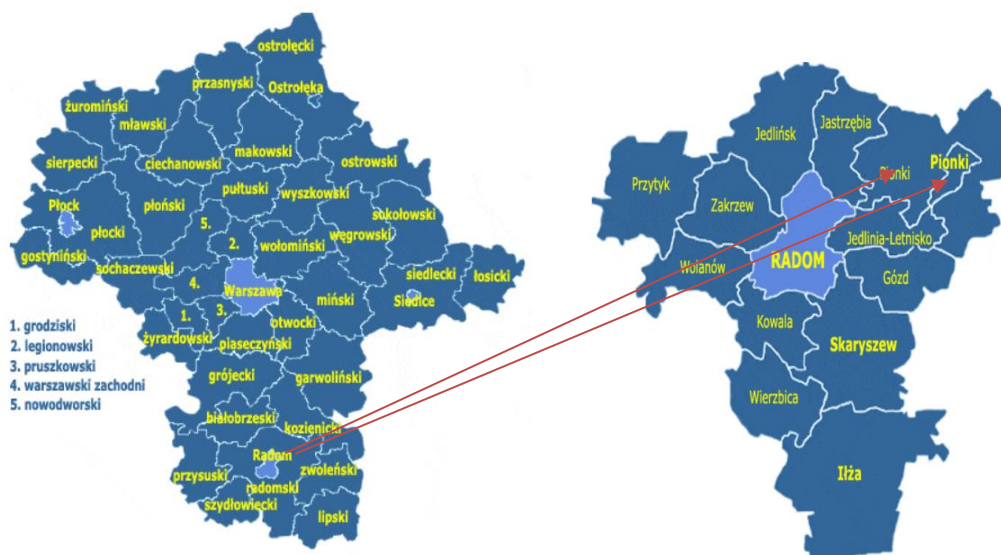 ostrołęcki
przasnyski
Ostrołęka
żuromiński
mławski
makowski
sierpecki
ciechanowski
ostrowski
pułtuski
wyszkowski
Płock
płoński
sokołowski
5.
płocki
węgrowski
2.
wołomiński
gostyniński
sochaczewski
siedlecki
łosicki
4.
Warszawa
miński
Siedlce
1.
3.
otwocki
żyrardowski
piaseczyński
1. grodziski
2. legionowski
3. pruszkowski
4. warszawski zachodni
5. nowodworski
grójecki
garwoliński
białobrzeski
kozienicki
Radom
przysuski
zwoleński
radomski
szydłowiecki
lipski
Jedlińsk
Jastrzębia
Pionki
Pionki
Przytyk
Zakrzew
Jedlnia-Letnisko
Wolanów
RADOM
Gózd
Kowala
Skaryszew
Wierzbica
Iłża